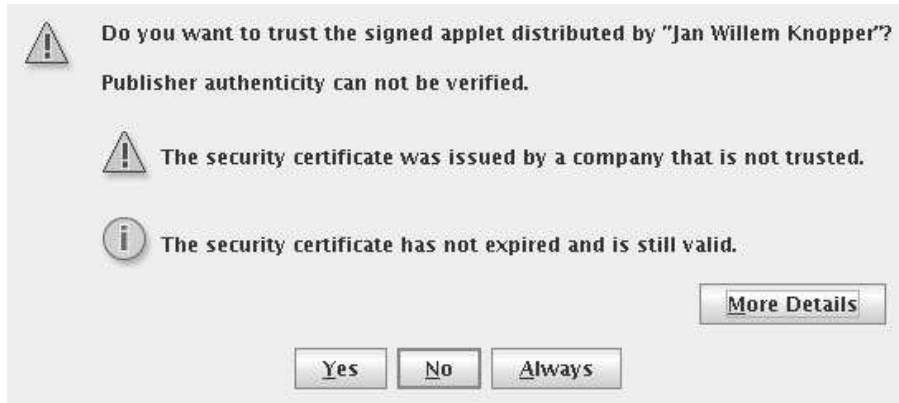 Do you want to trust the signed applet distributed by "Jan Willem Knopper"?
Publisher authenticity can not be verified.
The security certificate was issued by a company that is not trusted.
The security certificate has not expired and is still valid.
More Details
Yes No Always